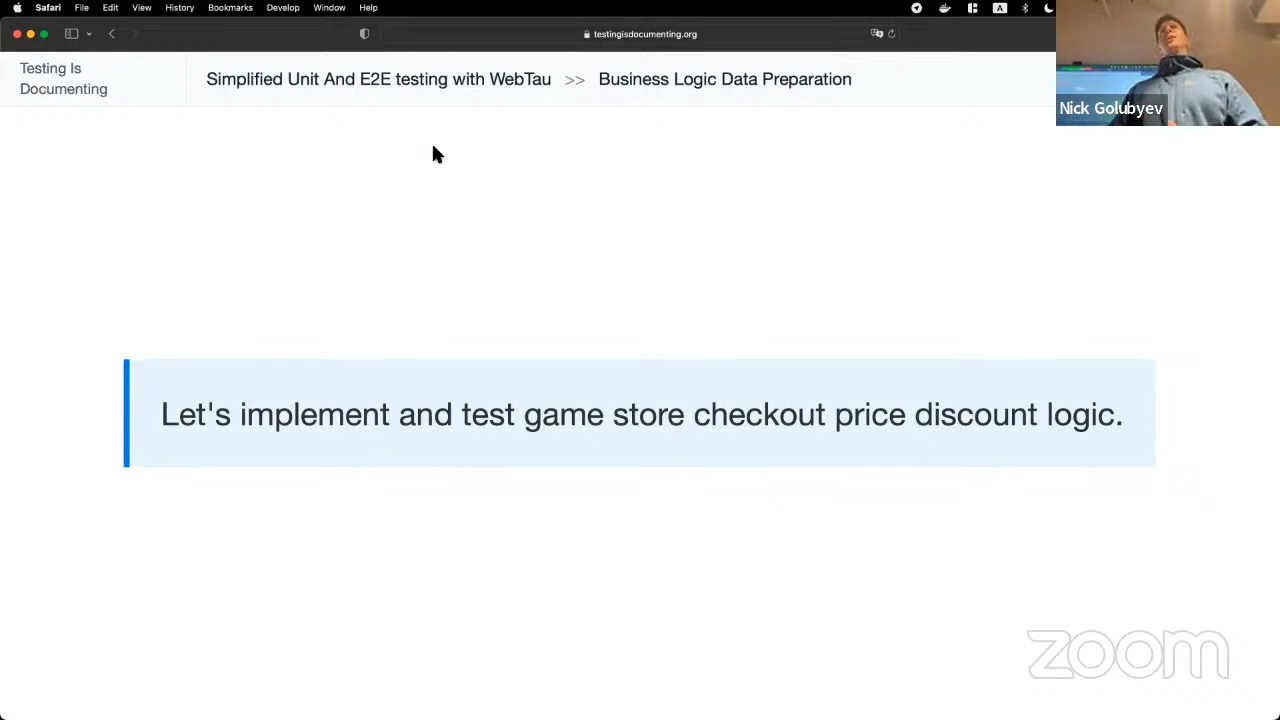 Safari File Edit View History Bookmarks Develop Window Help
A
testingisdocumenting.org
Testing Is
Documenting
Simplified Unit And E2E testing with WebTau >> Business Logic Data Preparation
Nick Golubyev
Let's implement and test game store checkout price discount logic.
zoom